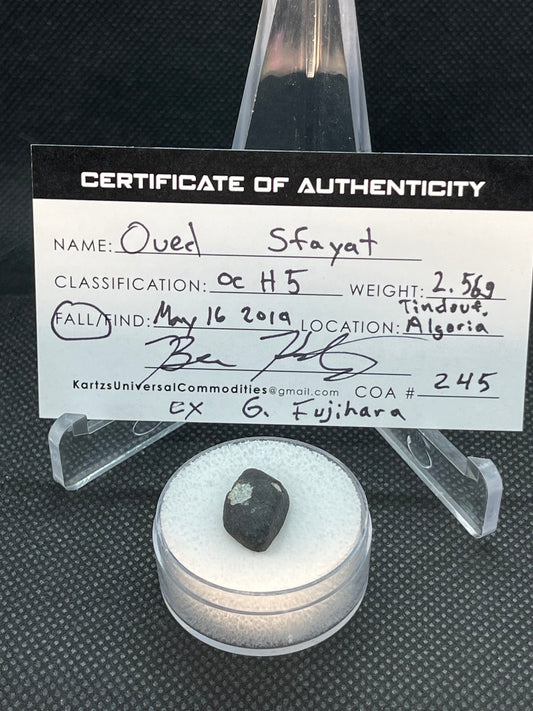 CERTIFICATE OF AUTHENTICITY
NAME: Oued Sfayat
CLASSIFICATION: OC H5 WEIGHT: 2.56g
FALL/FIND: May 16 2019 LOCATION: Tindouf, Algeria
KartzsUniversalCommodities@gmail.com COA # 245
EX G. Fujihara